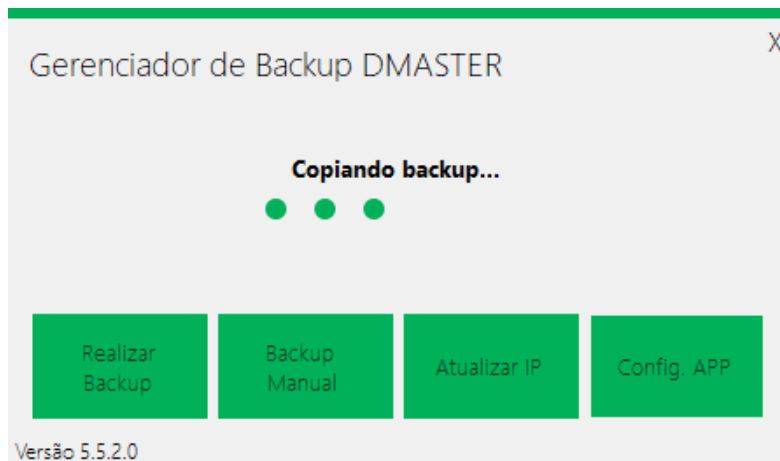 X
Gerenciador de Backup DMASTER
Copiando backup...
Realizar
Backup
Backup
Manual
Atualizar IP
Config. APP
Versão 5.5.2.0